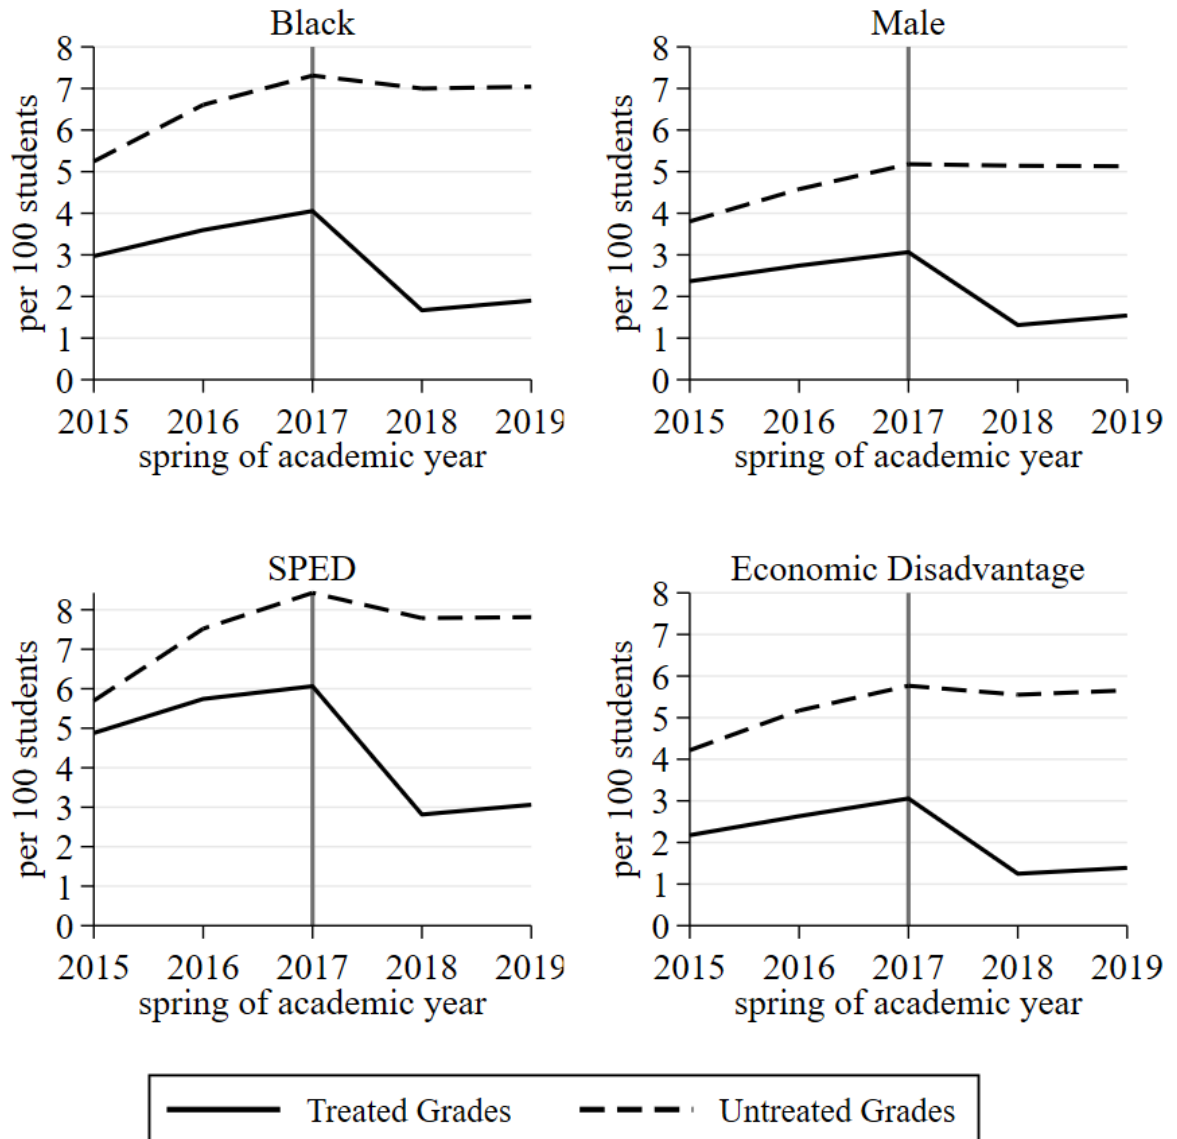 Black
8
7
6
5
4
3
2
1
0
per 100 students
2015 2016 2017 2018 2019
spring of academic year
Male
8
7
6
5
4
3
2
1
0
per 100 students
2015 2016 2017 2018 2019
spring of academic year
SPED
8
7
6
5
4
3
2
1
0
per 100 students
2015 2016 2017 2018 2019
spring of academic year
Economic Disadvantage
8
7
6
5
4
3
2
1
0
per 100 students
2015 2016 2017 2018 2019
spring of academic year
Treated Grades Untreated Grades